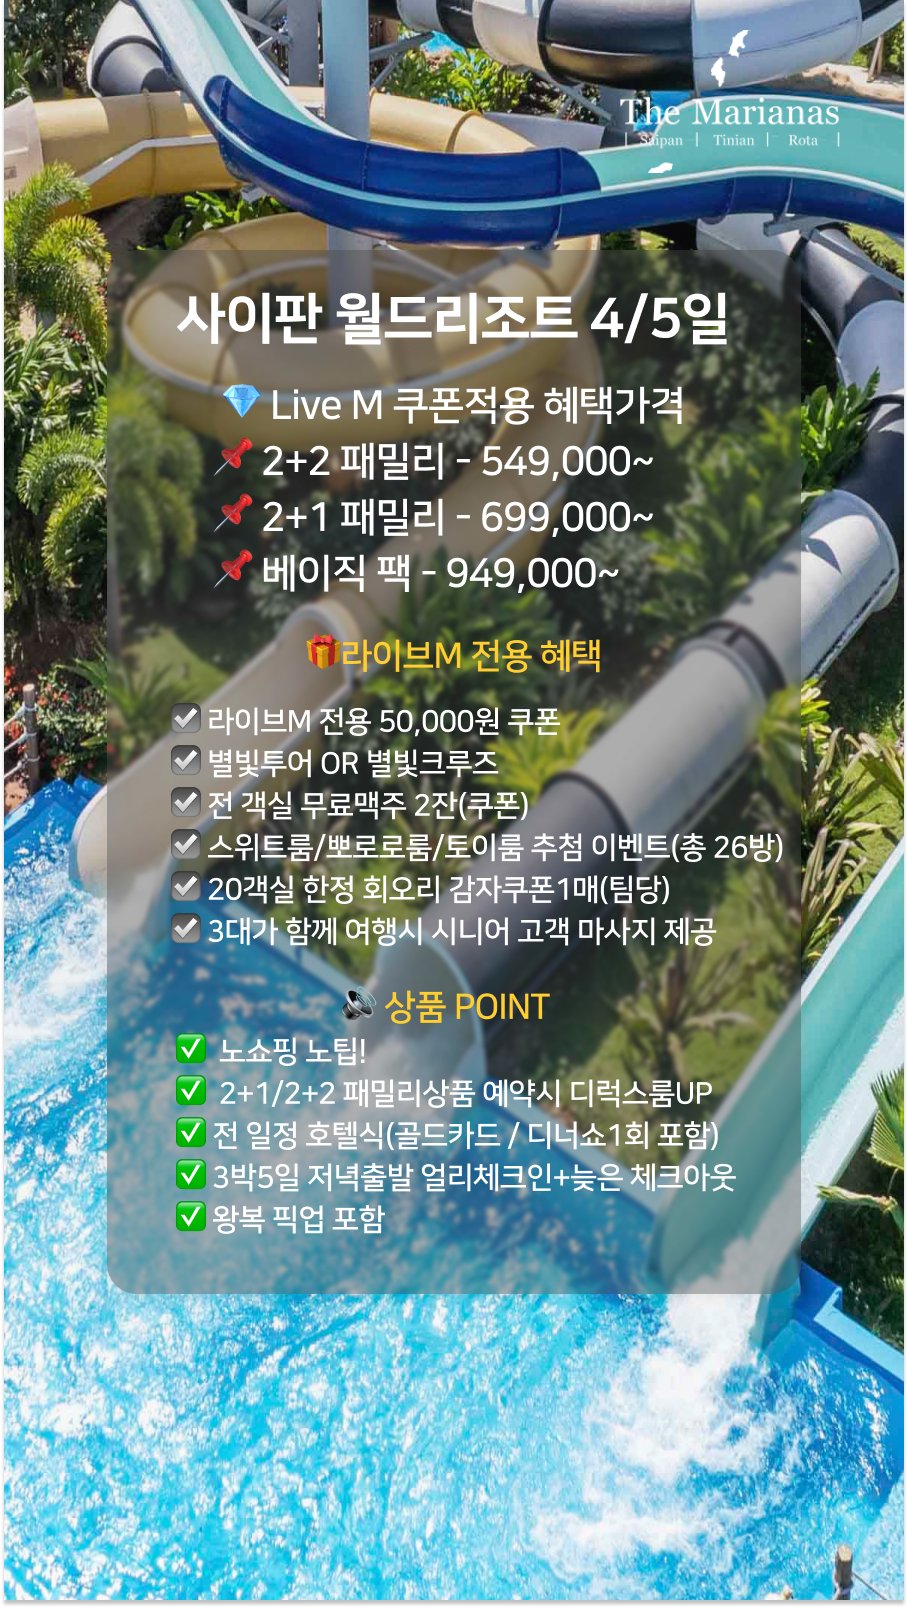 The Marianas
| Saipan | Tinian | Rota |
사이판 월드리조트 4/5일
💎 Live M 쿠폰적용 혜택가격
📌 2+2 패밀리 - 549,000~
📌 2+1 패밀리 - 699,000~
📌 베이직 팩 - 949,000~
🎁라이브M 전용 혜택
☑ 라이브M 전용 50,000원 쿠폰
☑ 별빛투어 OR 별빛크루즈
☑ 전 객실 무료맥주 2잔(쿠폰)
☑ 스위트룸/뽀로로룸/토이룸 추첨 이벤트(총 26방)
☑ 20객실 한정 회오리 감자쿠폰1매(팀당)
☑ 3대가 함께 여행시 시니어 고객 마사지 제공
🔊 상품 POINT
✅ 노쇼핑 노팁!
✅ 2+1/2+2 패밀리상품 예약시 디럭스룸UP
✅ 전 일정 호텔식(골드카드 / 디너쇼1회 포함)
✅ 3박5일 저녁출발 얼리체크인+늦은 체크아웃
✅ 왕복 픽업 포함